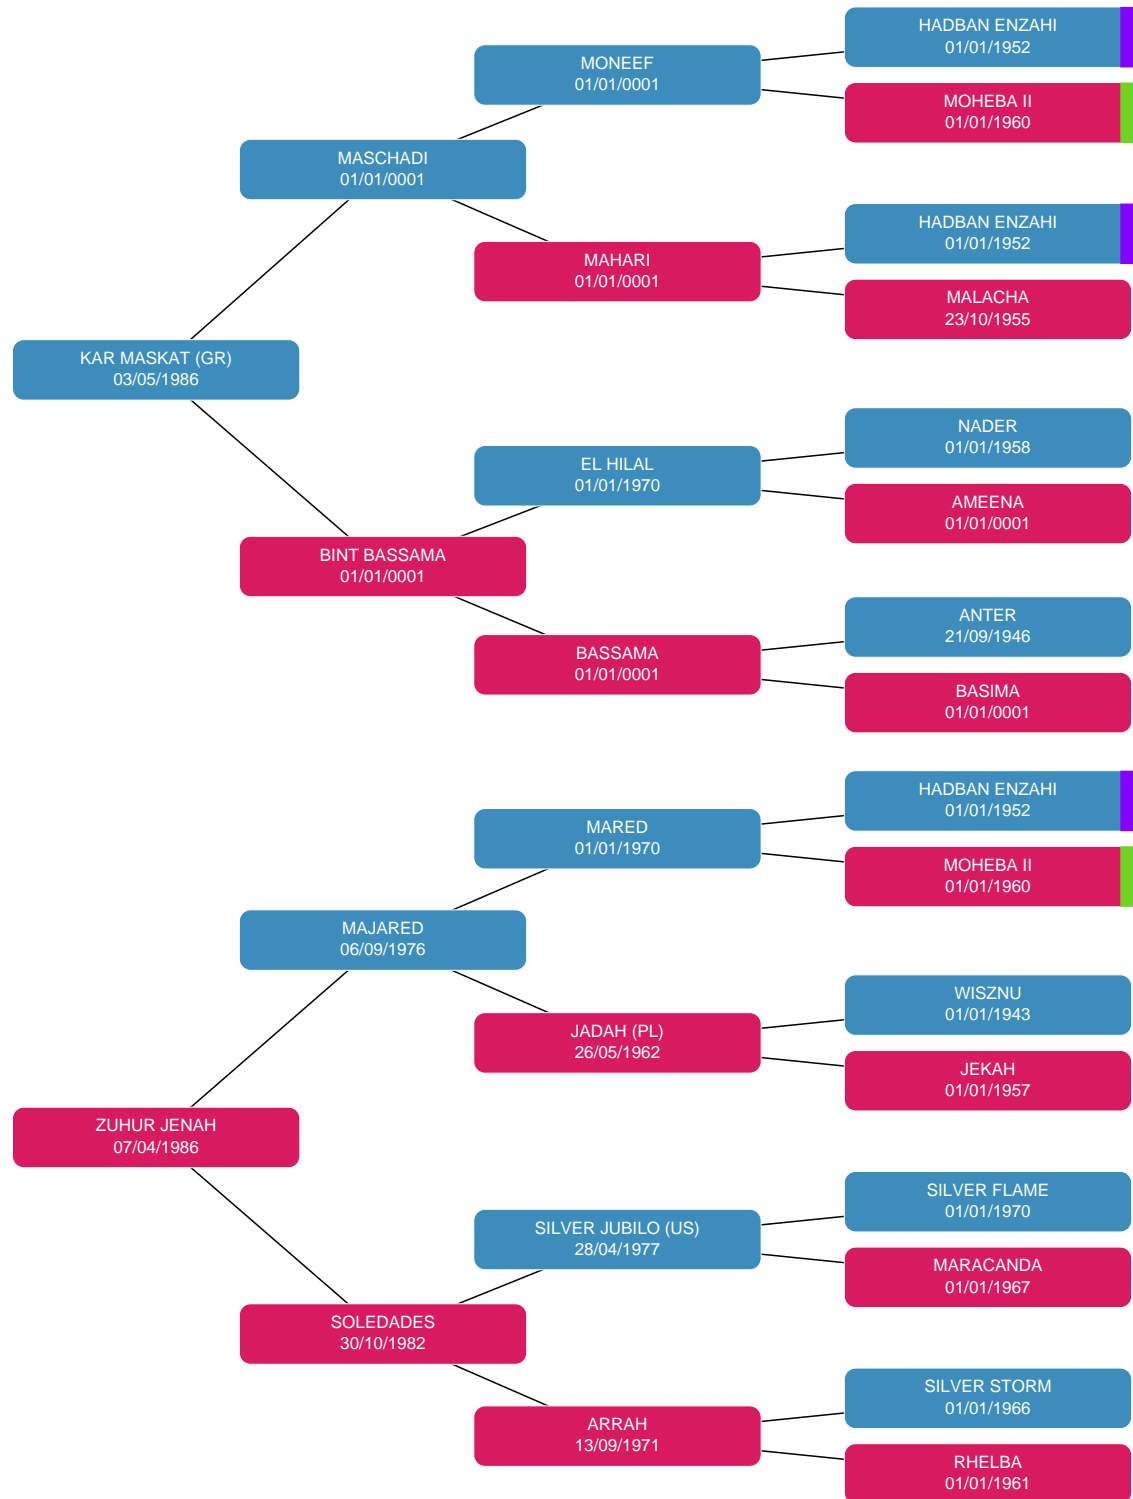 HADBAN ENZAHI
01/01/1952
MONEEF
01/01/0001
MOHEBA II
01/01/1960
MASCHADI
01/01/0001
HADBAN ENZAHI
01/01/1952
MAHARI
01/01/0001
MALACHA
23/10/1955
KAR MASKAT (GR)
03/05/1986
NADER
01/01/1958
EL HILAL
01/01/1970
AMEENA
01/01/0001
BINT BASSAMA
01/01/0001
ANTER
21/09/1946
BASSAMA
01/01/0001
BASIMA
01/01/0001
HADBAN ENZAHI
01/01/1952
MARED
01/01/1970
MOHEBA II
01/01/1960
MAJARED
06/09/1976
WISZNU
01/01/1943
JADAH (PL)
26/05/1962
JEKAH
01/01/1957
ZUHUR JENAH
07/04/1986
SILVER FLAME
01/01/1970
SILVER JUBILO (US)
28/04/1977
MARACANDA
01/01/1967
SOLEDADES
30/10/1982
SILVER STORM
01/01/1966
ARRAH
13/09/1971
RHELBA
01/01/1961